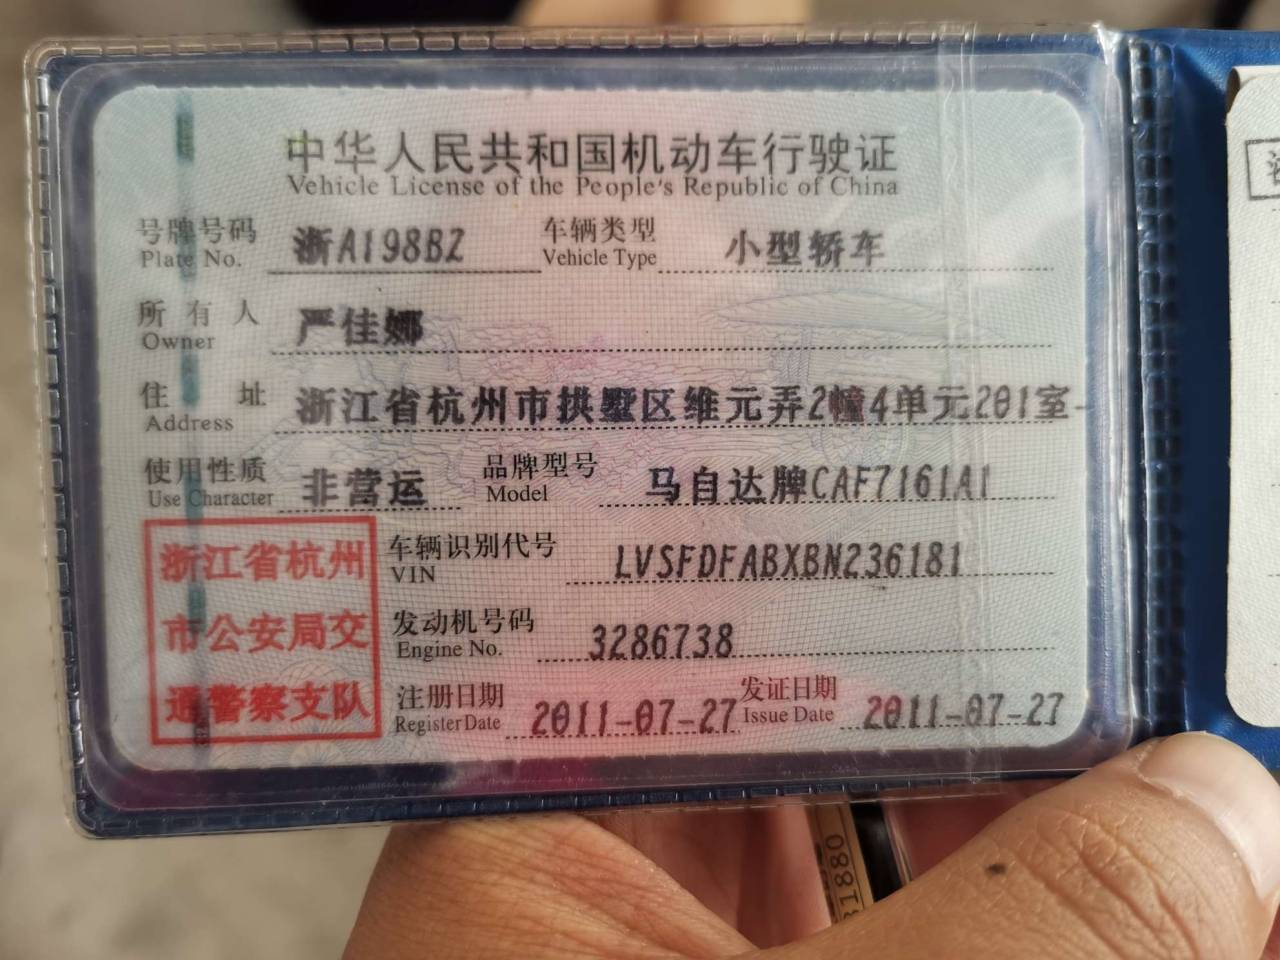 中华人民共和国机动车行驶证
Vehicle License of the People's Republic of China
号牌号码 浙A198BZ 车辆类型 小型轿车
Plate No. Vehicle Type
所有人 严佳娜
Owner
住址 浙江省杭州市拱墅区维元弄2幢4单元201室
Address
使用性质 非营运 品牌型号 马自达牌CAF7161A1
Use Character Model
浙江省杭州
市公安局交
通警察支队
车辆识别代号 LVSFDFABXBN236181
VIN
发动机号码 3286738
Engine No.
注册日期 2011-07-27 发证日期 2011-07-27
Register Date Issue Date
31880